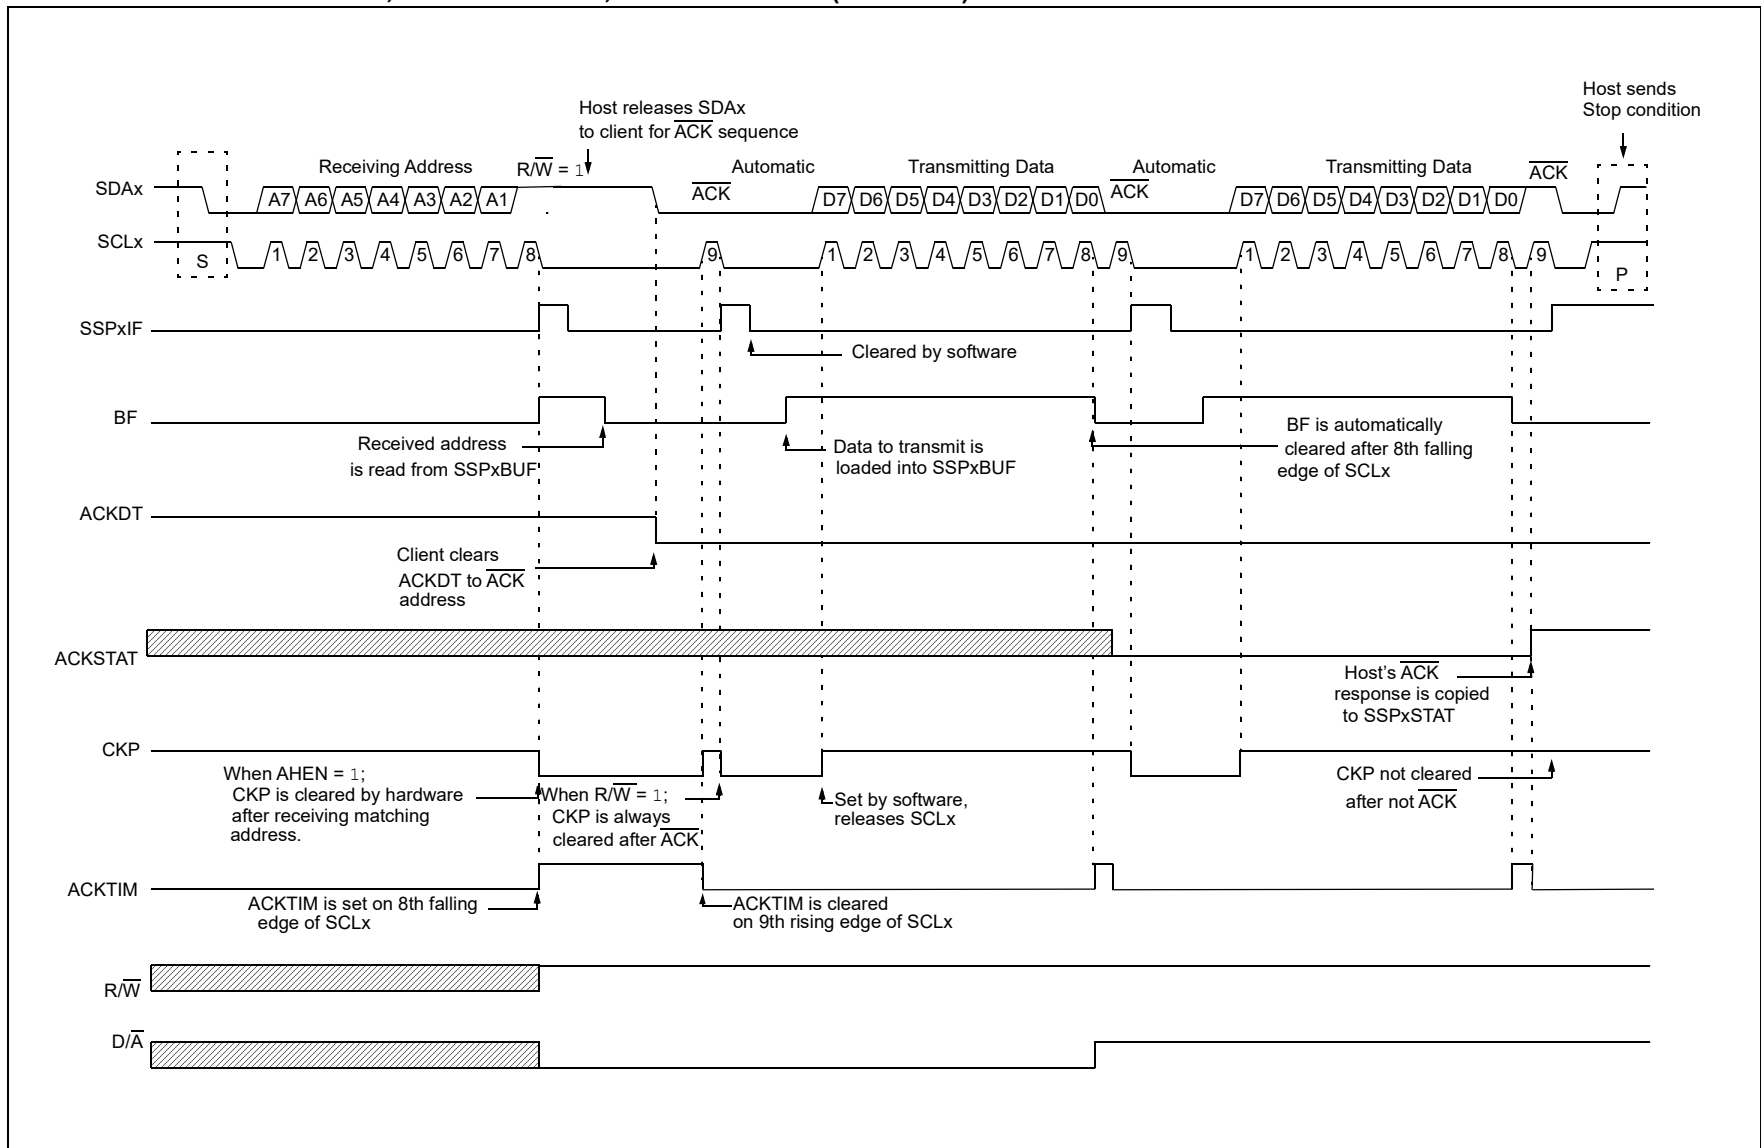 Host sends
Stop condition
Host releases SDAx
to client for A̅C̅K̅ sequence
Receiving Address
R/W̅ = 1
Automatic
Transmitting Data
Automatic
Transmitting Data
A̅C̅K̅
SDAx
A7 A6 A5 A4 A3 A2 A1
A̅C̅K̅
D7 D6 D5 D4 D3 D2 D1 D0
A̅C̅K̅
D7 D6 D5 D4 D3 D2 D1 D0
SCLx
S
1 2 3 4 5 6 7 8
9
1 2 3 4 5 6 7 8 9
1 2 3 4 5 6 7 8 9
P
SSPxIF
Cleared by software
BF
Received address
is read from SSPxBUF
Data to transmit is
loaded into SSPxBUF
BF is automatically
cleared after 8th falling
edge of SCLx
ACKDT
Client clears
ACKDT to A̅C̅K̅
address
ACKSTAT
Host's A̅C̅K̅
response is copied
to SSPxSTAT
CKP
When AHEN = 1;
CKP is cleared by hardware
after receiving matching
address.
When R/W̅ = 1;
CKP is always
cleared after A̅C̅K̅
Set by software,
releases SCLx
CKP not cleared
after not A̅C̅K̅
ACKTIM
ACKTIM is set on 8th falling
edge of SCLx
ACKTIM is cleared
on 9th rising edge of SCLx
R/W̅
D/A̅